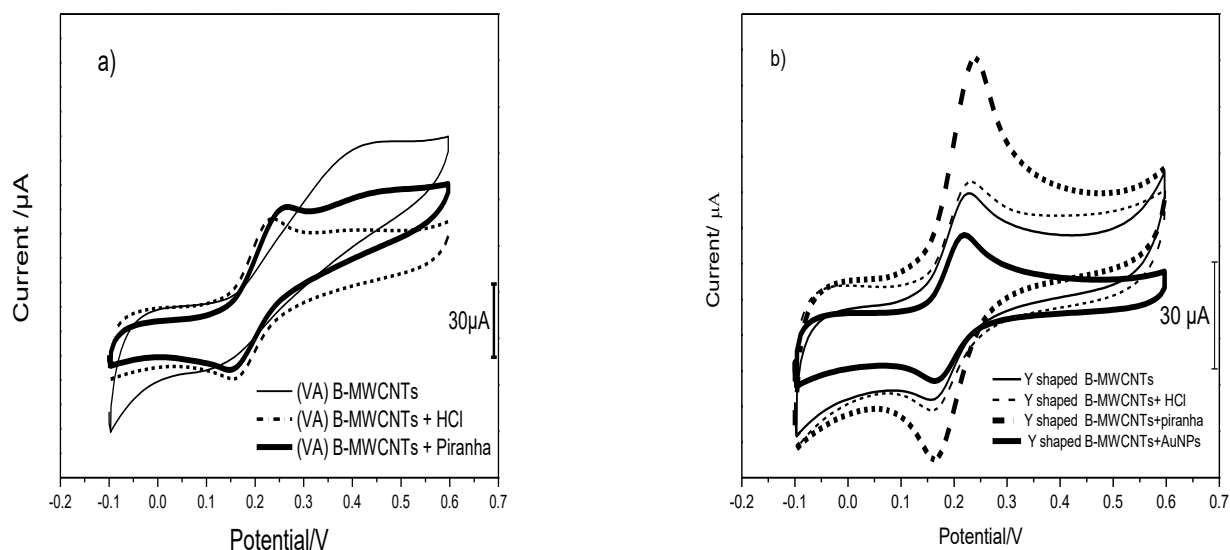 a)
Current /µA
30µA
(VA) B-MWCNTs
(VA) B-MWCNTs + HCl
(VA) B-MWCNTs + Piranha
-0.2 -0.1 0.0 0.1 0.2 0.3 0.4 0.5 0.6 0.7
Potential/V
b)
Current/ µA
30 µA
Y shaped B-MWCNTs
Y shaped B-MWCNTs+ HCl
Y shaped B-MWCNTs+piranha
Y shaped B-MWCNTs+AuNPs
-0.2 -0.1 0.0 0.1 0.2 0.3 0.4 0.5 0.6 0.7
Potential/V